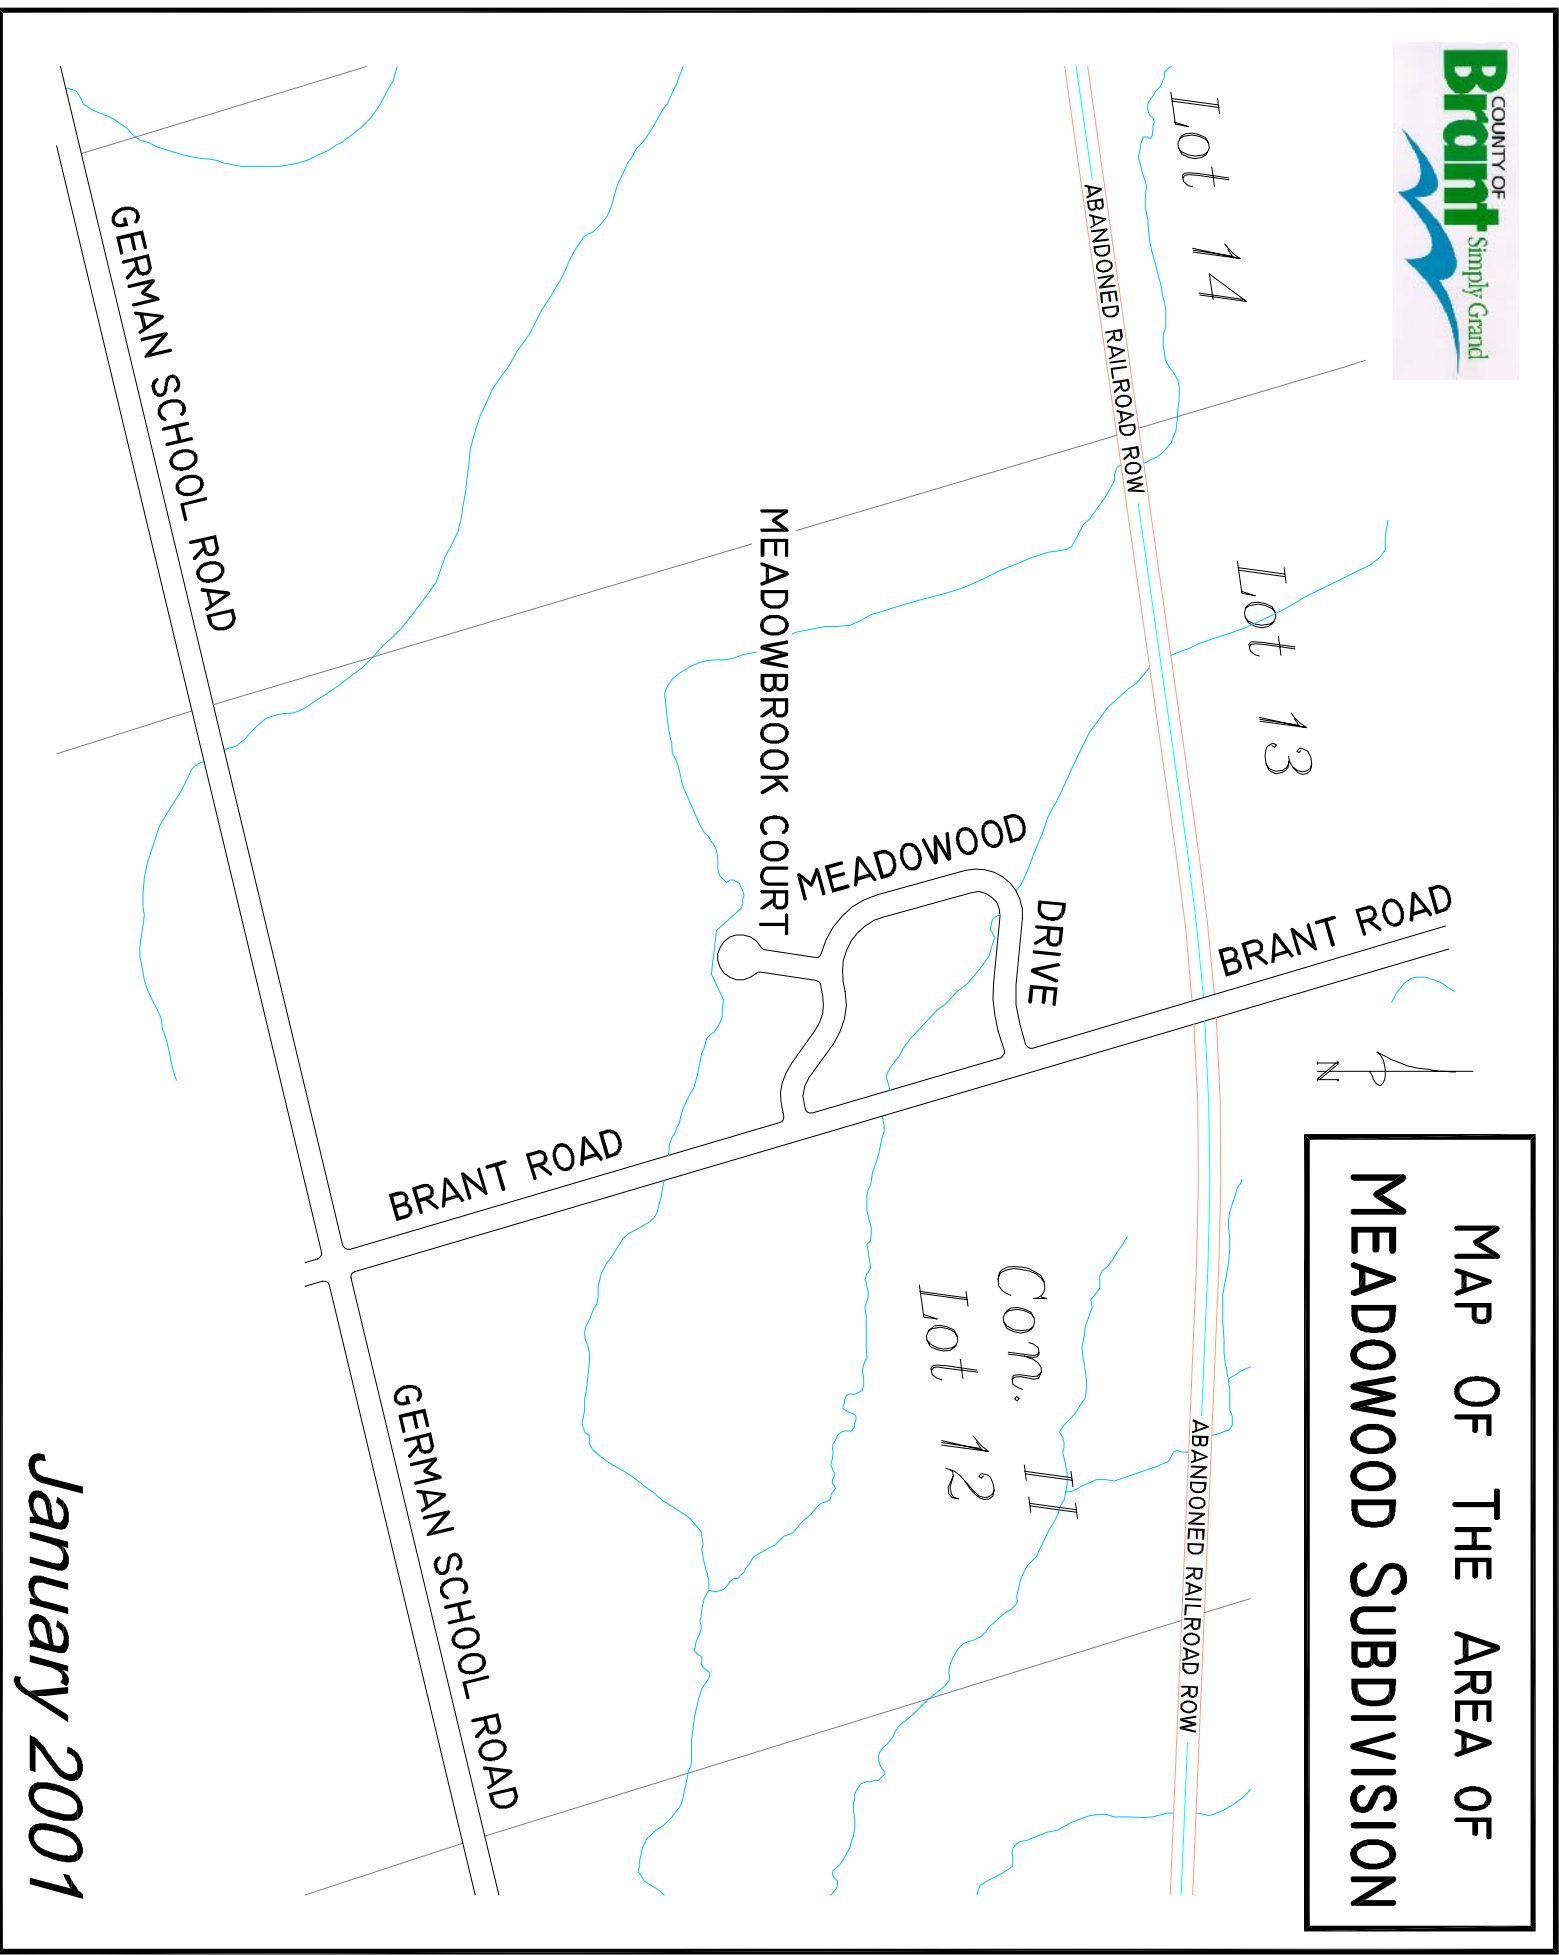 COUNTY OF
Brant
Simply Grand
MAP OF THE AREA OF
MEADOWOOD SUBDIVISION
N
Lot 14
Lot 13
Con. II
Lot 12
ABANDONED RAILROAD ROW
ABANDONED RAILROAD ROW
BRANT ROAD
MEADOWOOD
DRIVE
MEADOWBROOK COURT
BRANT ROAD
GERMAN SCHOOL ROAD
GERMAN SCHOOL ROAD
January 2001